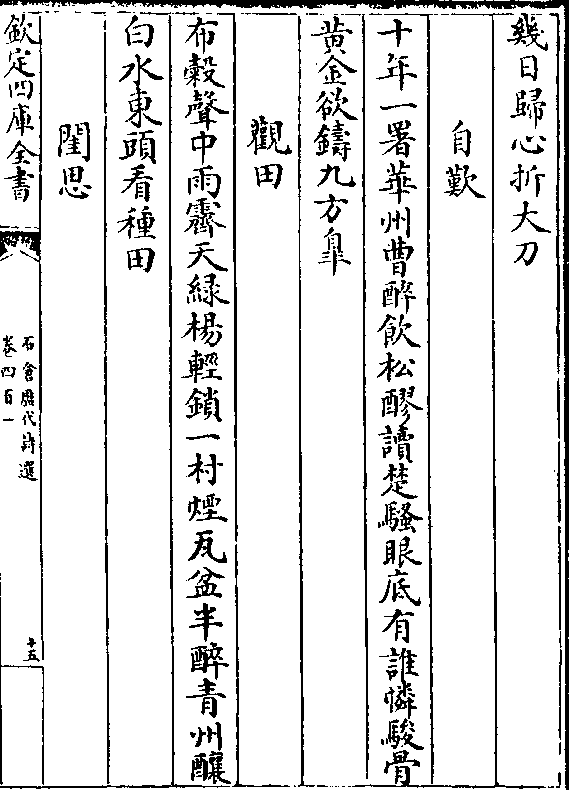 幾日歸心折大刀
自歎
十年一署華州曹醉飲松醪讀楚騷眼底有誰憐駿骨
黄金欲鑄九方臯
觀田
布穀聲中雨霽天緑楊輕鎖一村煙瓦盆半醉青州釀
白水東頭看種田
閨思
欽定四庫全書
石倉歷代詩選
卷四百一
十五